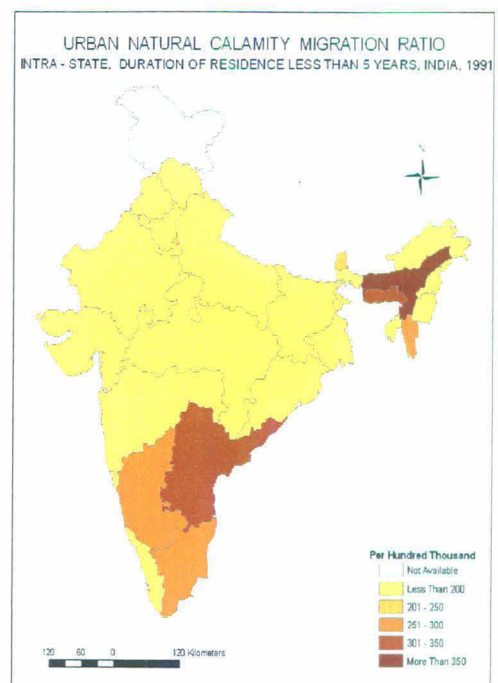 URBAN NATURAL CALAMITY MIGRATION RATIO
INTRA - STATE, DURATION OF RESIDENCE LESS THAN 5 YEARS, INDIA, 1991
N
Per Hundred Thousand
Not Available
Less Than 200
201 - 250
251 - 300
301 - 350
More Than 350
120 60 0 120 Kilometers